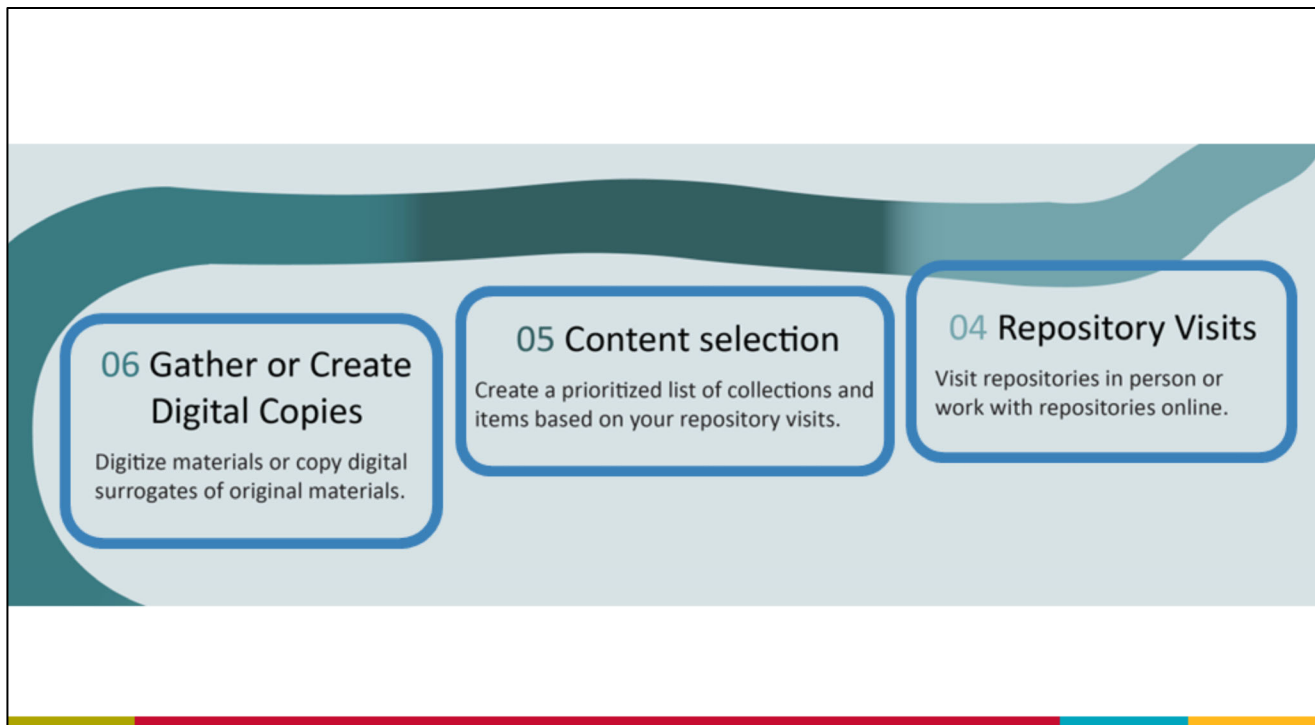 06 Gather or Create
Digital Copies
Digitize materials or copy digital
surrogates of original materials.
05 Content selection
Create a prioritized list of collections and
items based on your repository visits.
04 Repository Visits
Visit repositories in person or
work with repositories online.